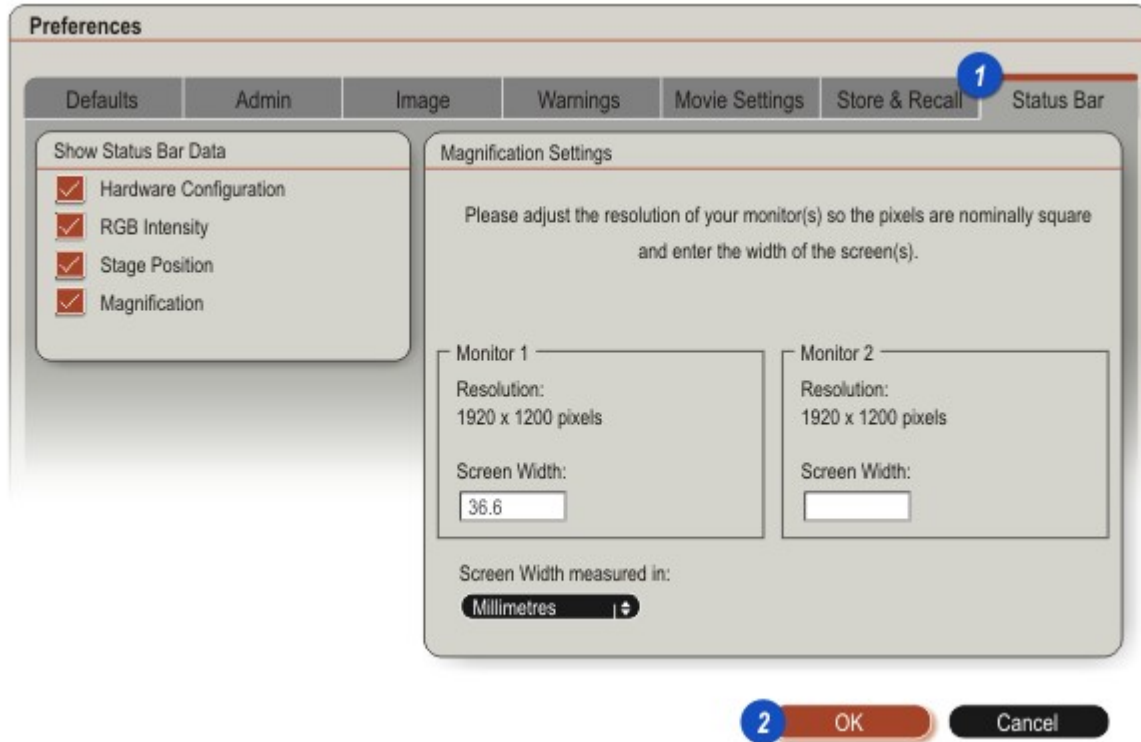 Preferences
1
Defaults Admin Image Warnings Movie Settings Store & Recall Status Bar
Show Status Bar Data
Hardware Configuration
RGB Intensity
Stage Position
Magnification
Magnification Settings
Please adjust the resolution of your monitor(s) so the pixels are nominally square
and enter the width of the screen(s).
Monitor 1
Resolution:
1920 x 1200 pixels
Screen Width:
36.6
Monitor 2
Resolution:
1920 x 1200 pixels
Screen Width:
Screen Width measured in:
Millimetres
2 OK Cancel